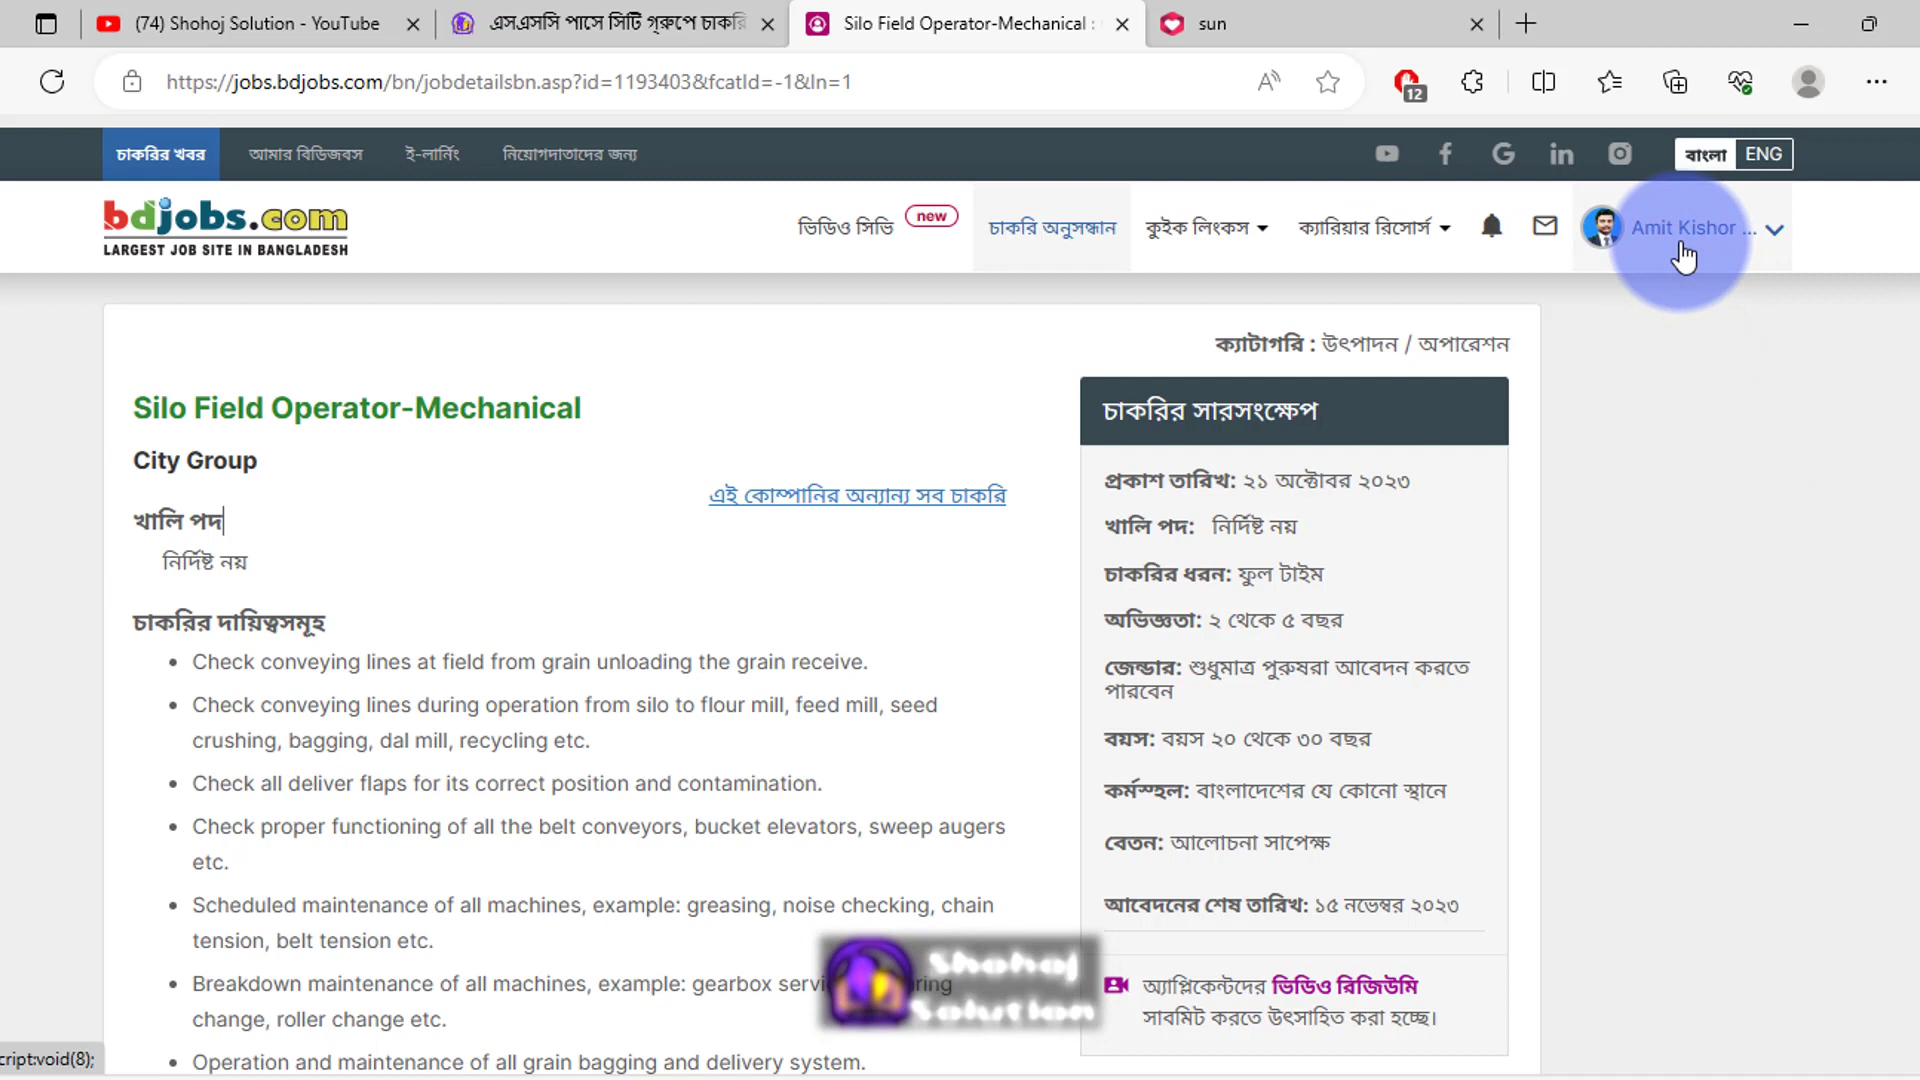 (74) Shohoj Solution - YouTube
এসএসসি পাসে সিটি গ্রুপে চাকরি
Silo Field Operator-Mechanical :
sun
https://jobs.bdjobs.com/bn/jobdetailsbn.asp?id=1193403&fcatId=-1&ln=1
12
চাকরির খবর
আমার বিডিজবস
ই-লার্নিং
নিয়োগদাতাদের জন্য
বাংলা ENG
bdjobs.com
LARGEST JOB SITE IN BANGLADESH
ভিডিও সিভি new
চাকরি অনুসন্ধান
কুইক লিংকস
ক্যারিয়ার রিসোর্স
Amit Kishor ...
ক্যাটাগরি : উৎপাদন / অপারেশন
Silo Field Operator-Mechanical
City Group
এই কোম্পানির অন্যান্য সব চাকরি
খালি পদ
নির্দিষ্ট নয়
চাকরির দায়িত্বসমূহ
Check conveying lines at field from grain unloading the grain receive.
Check conveying lines during operation from silo to flour mill, feed mill, seed
crushing, bagging, dal mill, recycling etc.
Check all deliver flaps for its correct position and contamination.
Check proper functioning of all the belt conveyors, bucket elevators, sweep augers
etc.
Scheduled maintenance of all machines, example: greasing, noise checking, chain
tension, belt tension etc.
Breakdown maintenance of all machines, example: gearbox
change, roller change etc.
Operation and maintenance of all grain bagging and delivery system.
চাকরির সারসংক্ষেপ
প্রকাশ তারিখ: ২১ অক্টোবর ২০২৩
খালি পদ: নির্দিষ্ট নয়
চাকরির ধরন: ফুল টাইম
অভিজ্ঞতা: ২ থেকে ৫ বছর
জেন্ডার: শুধুমাত্র পুরুষরা আবেদন করতে
পারবেন
বয়স: বয়স ২০ থেকে ৩০ বছর
কর্মস্হল: বাংলাদেশের যে কোনো স্থানে
বেতন: আলোচনা সাপেক্ষ
আবেদনের শেষ তারিখ: ১৫ নভেম্বর ২০২৩
অ্যাপ্লিকেন্টদের ভিডিও রিজিউমি
সাবমিট করতে উৎসাহিত করা হচ্ছে।
Shohoj
Solution
cript:void(8);